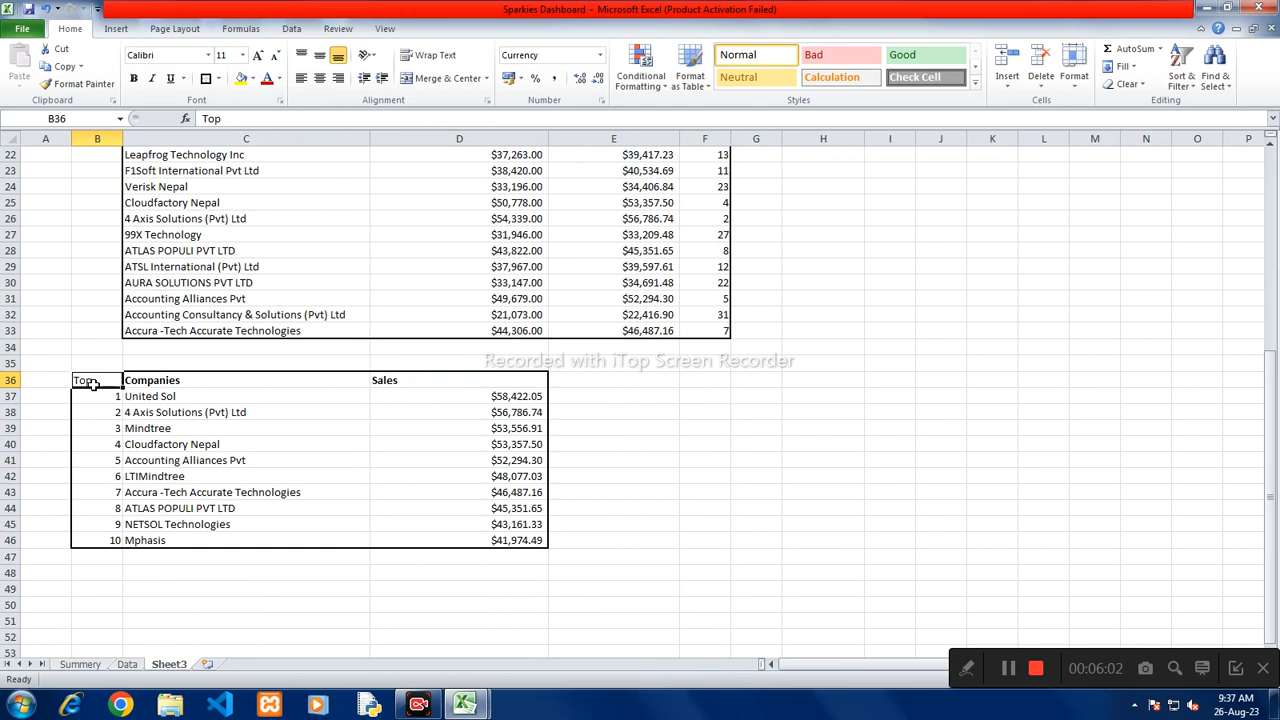 Sparkies Dashboard - Microsoft Excel (Product Activation Failed)
File Home Insert Page Layout Formulas Data Review View
Paste Cut Copy Format Painter Clipboard
Calibri 11 B I U Font
Wrap Text Merge & Center Alignment
Currency $ % , Number
Conditional Formatting Format as Table Normal Bad Good Neutral Calculation Check Cell Styles
Insert Delete Format Cells
AutoSum Fill Clear Sort & Filter Find & Select Editing
B36 fx Top
A B C D E F G H I J K L M N O P
22 Leapfrog Technology Inc $37,263.00 $39,417.23 13
23 F1Soft International Pvt Ltd $38,420.00 $40,534.69 11
24 Verisk Nepal $33,196.00 $34,406.84 23
25 Cloudfactory Nepal $50,778.00 $53,357.50 4
26 4 Axis Solutions (Pvt) Ltd $54,339.00 $56,786.74 2
27 99X Technology $31,946.00 $33,209.48 27
28 ATLAS POPULI PVT LTD $43,822.00 $45,351.65 8
29 ATSL International (Pvt) Ltd $37,967.00 $39,597.61 12
30 AURA SOLUTIONS PVT LTD $33,147.00 $34,691.48 22
31 Accounting Alliances Pvt $49,679.00 $52,294.30 5
32 Accounting Consultancy & Solutions (Pvt) Ltd $21,073.00 $22,416.90 31
33 Accura -Tech Accurate Technologies $44,306.00 $46,487.16 7
34
35 Recorded with iTop Screen Recorder
36 Top Companies Sales
37 1 United Sol $58,422.05
38 2 4 Axis Solutions (Pvt) Ltd $56,786.74
39 3 Mindtree $53,556.91
40 4 Cloudfactory Nepal $53,357.50
41 5 Accounting Alliances Pvt $52,294.30
42 6 LTIMindtree $48,077.03
43 7 Accura -Tech Accurate Technologies $46,487.16
44 8 ATLAS POPULI PVT LTD $45,351.65
45 9 NETSOL Technologies $43,161.33
46 10 Mphasis $41,974.49
47
48
49
50
51
52
53
Summery Data Sheet3
Ready
00:06:02
9:37 AM
26-Aug-23